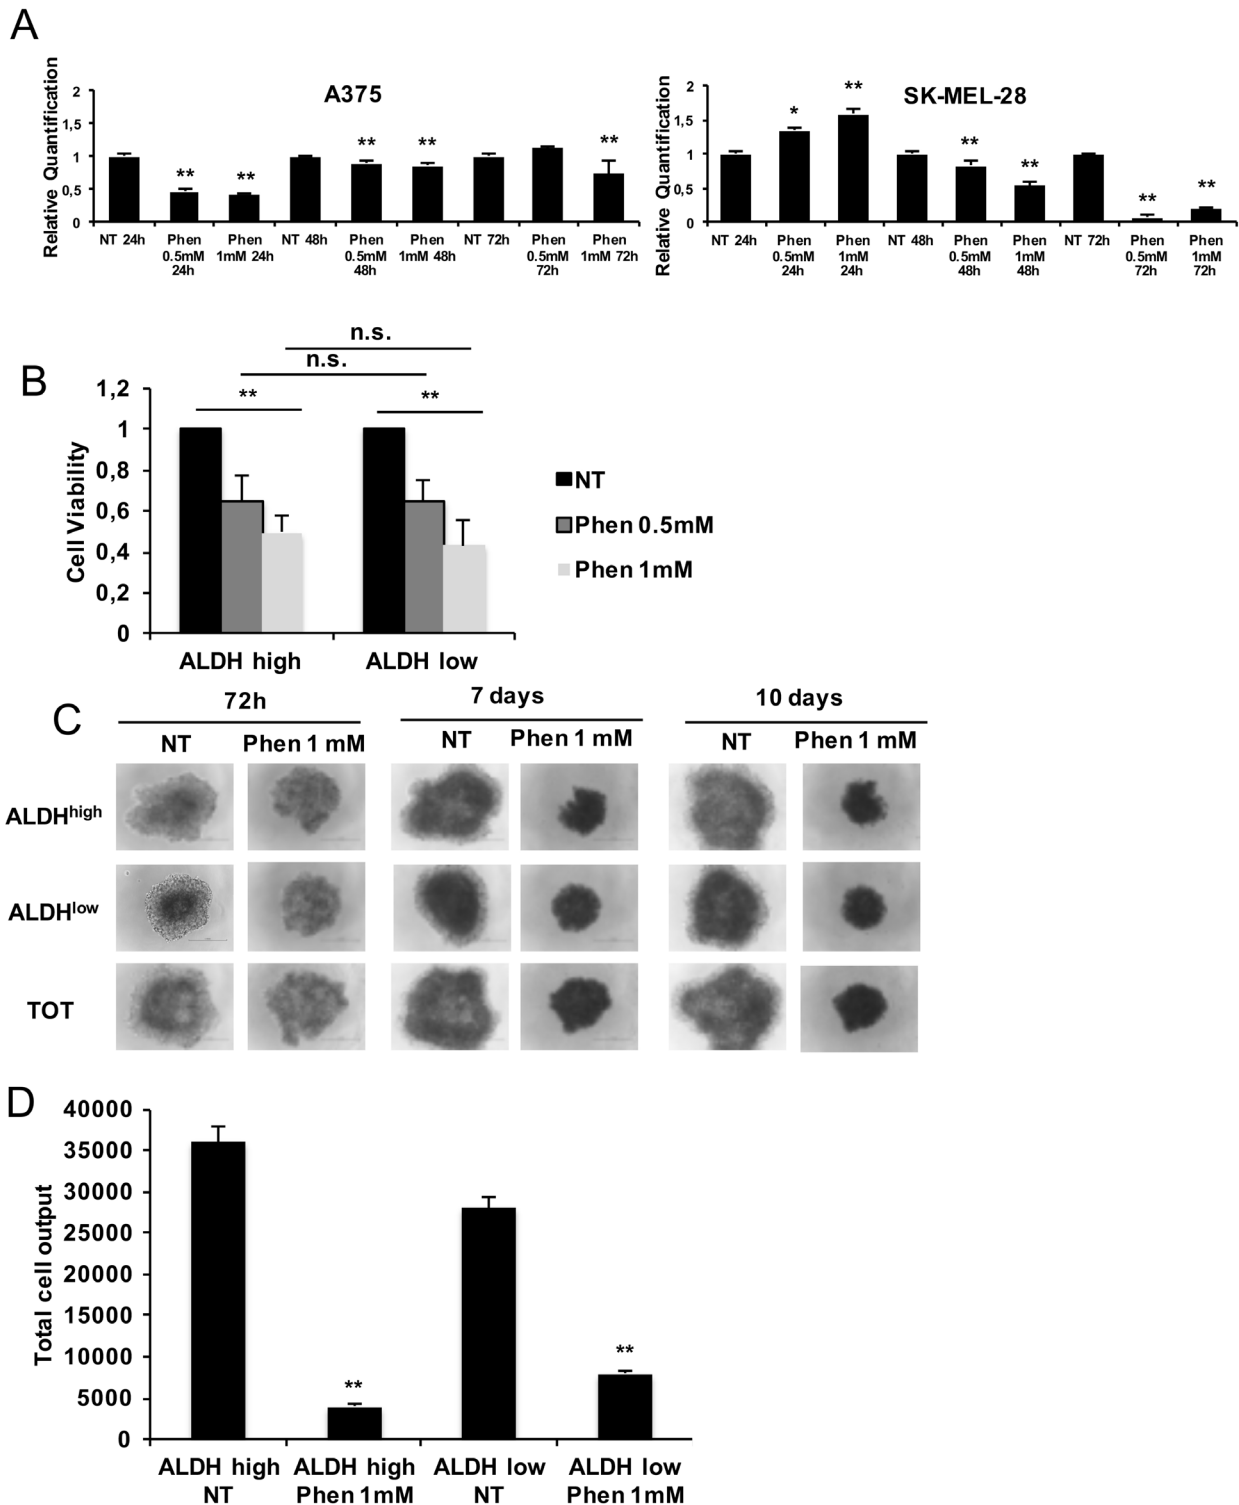 A
A375
Relative Quantification
2
1,5
1
0,5
0
** ** ** ** **
NT 24h Phen 0.5mM 24h Phen 1mM 24h NT 48h Phen 0.5mM 48h Phen 1mM 48h NT 72h Phen 0.5mM 72h Phen 1mM 72h
SK-MEL-28
Relative Quantification
2
1,5
1
0,5
0
* ** ** ** ** **
NT 24h Phen 0.5mM 24h Phen 1mM 24h NT 48h Phen 0.5mM 48h Phen 1mM 48h NT 72h Phen 0.5mM 72h Phen 1mM 72h
B
n.s.
n.s.
** **
Cell Viability
1,2
1
0,8
0,6
0,4
0,2
0
ALDH high ALDH low
NT
Phen 0.5mM
Phen 1mM
C
72h 7 days 10 days
NT Phen 1 mM NT Phen 1 mM NT Phen 1 mM
ALDHhigh
ALDHlow
TOT
D
Total cell output
40000
35000
30000
25000
20000
15000
10000
5000
0
** **
ALDH high ALDH high ALDH low ALDH low
NT Phen 1mM NT Phen 1mM